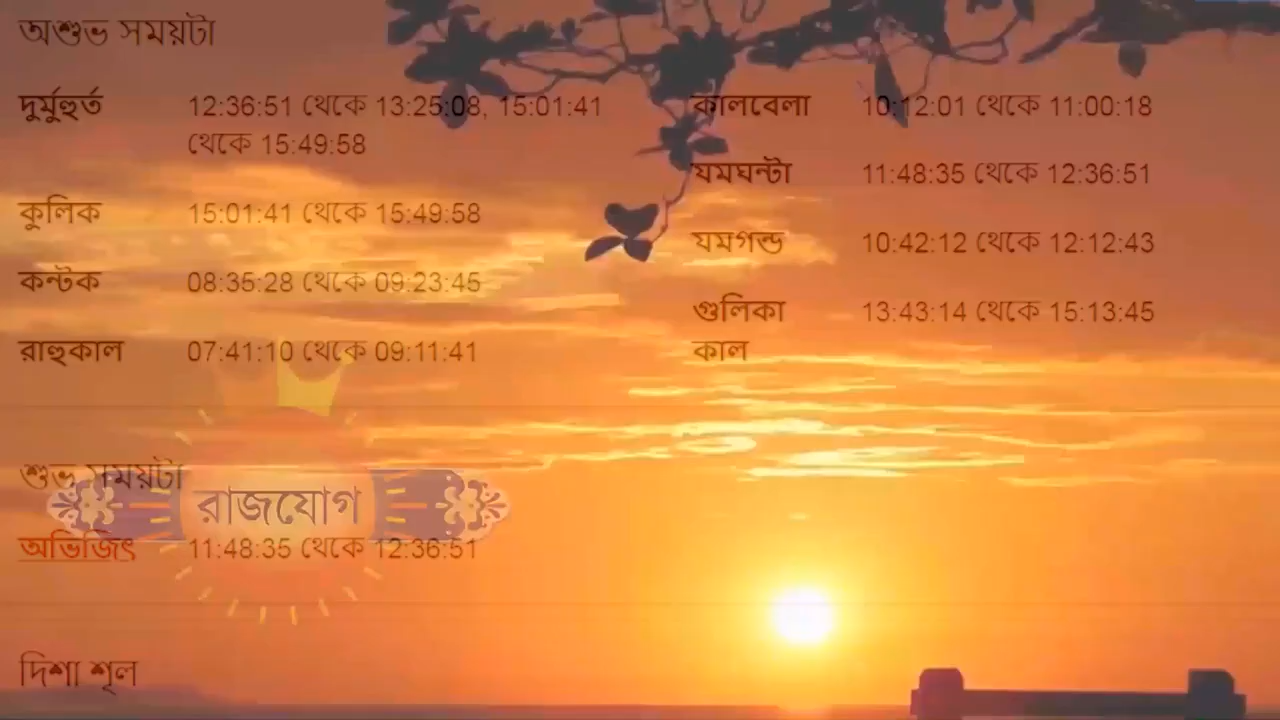 অশুভ সময়টা
দুর্মুহুর্ত 12:36:51 থেকে 13:25:08, 15:01:41
থেকে 15:49:58
কালবেলা 10:12:01 থেকে 11:00:18
যমঘন্টা 11:48:35 থেকে 12:36:51
কুলিক 15:01:41 থেকে 15:49:58
যমগন্ড 10:42:12 থেকে 12:12:43
কন্টক 08:35:28 থেকে 09:23:45
গুলিকা 13:43:14 থেকে 15:13:45
কাল
রাহুকাল 07:41:10 থেকে 09:11:41
শুভ সময়টা
রাজযোগ
অভিজিৎ 11:48:35 থেকে 12:36:51
দিশা শূল